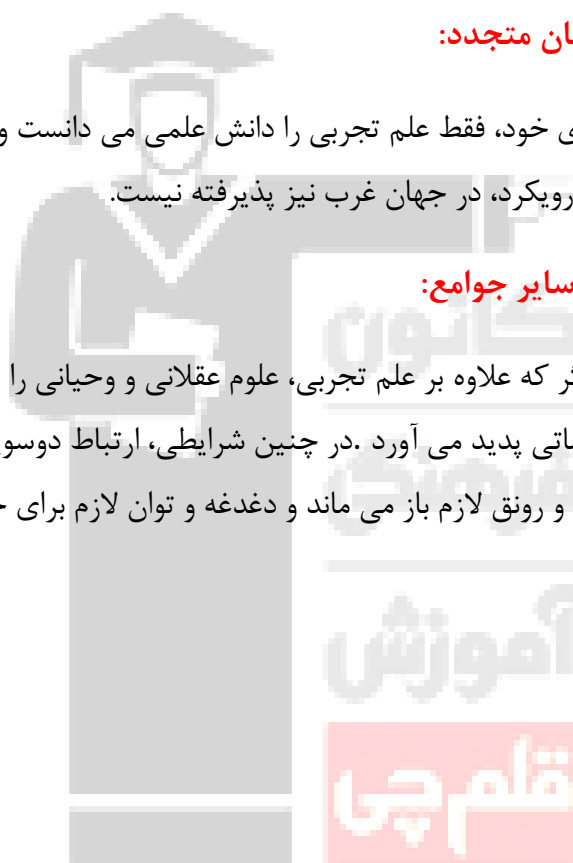 ان متجدد:
ی خود، فقط علم تجربی را دانش علمی می دانست و
رویکرد، در جهان غرب نیز پذیرفته نیست.
سایر جوامع:
ر که علاوه بر علم تجربی، علوم عقلانی و وحیانی را
اتی پدید می آورد .در چنین شرایطی، ارتباط دوسو
و رونق لازم باز می ماند و دغدغه و توان لازم برای
کانون
فرهنگی
آموزش
قلم چی